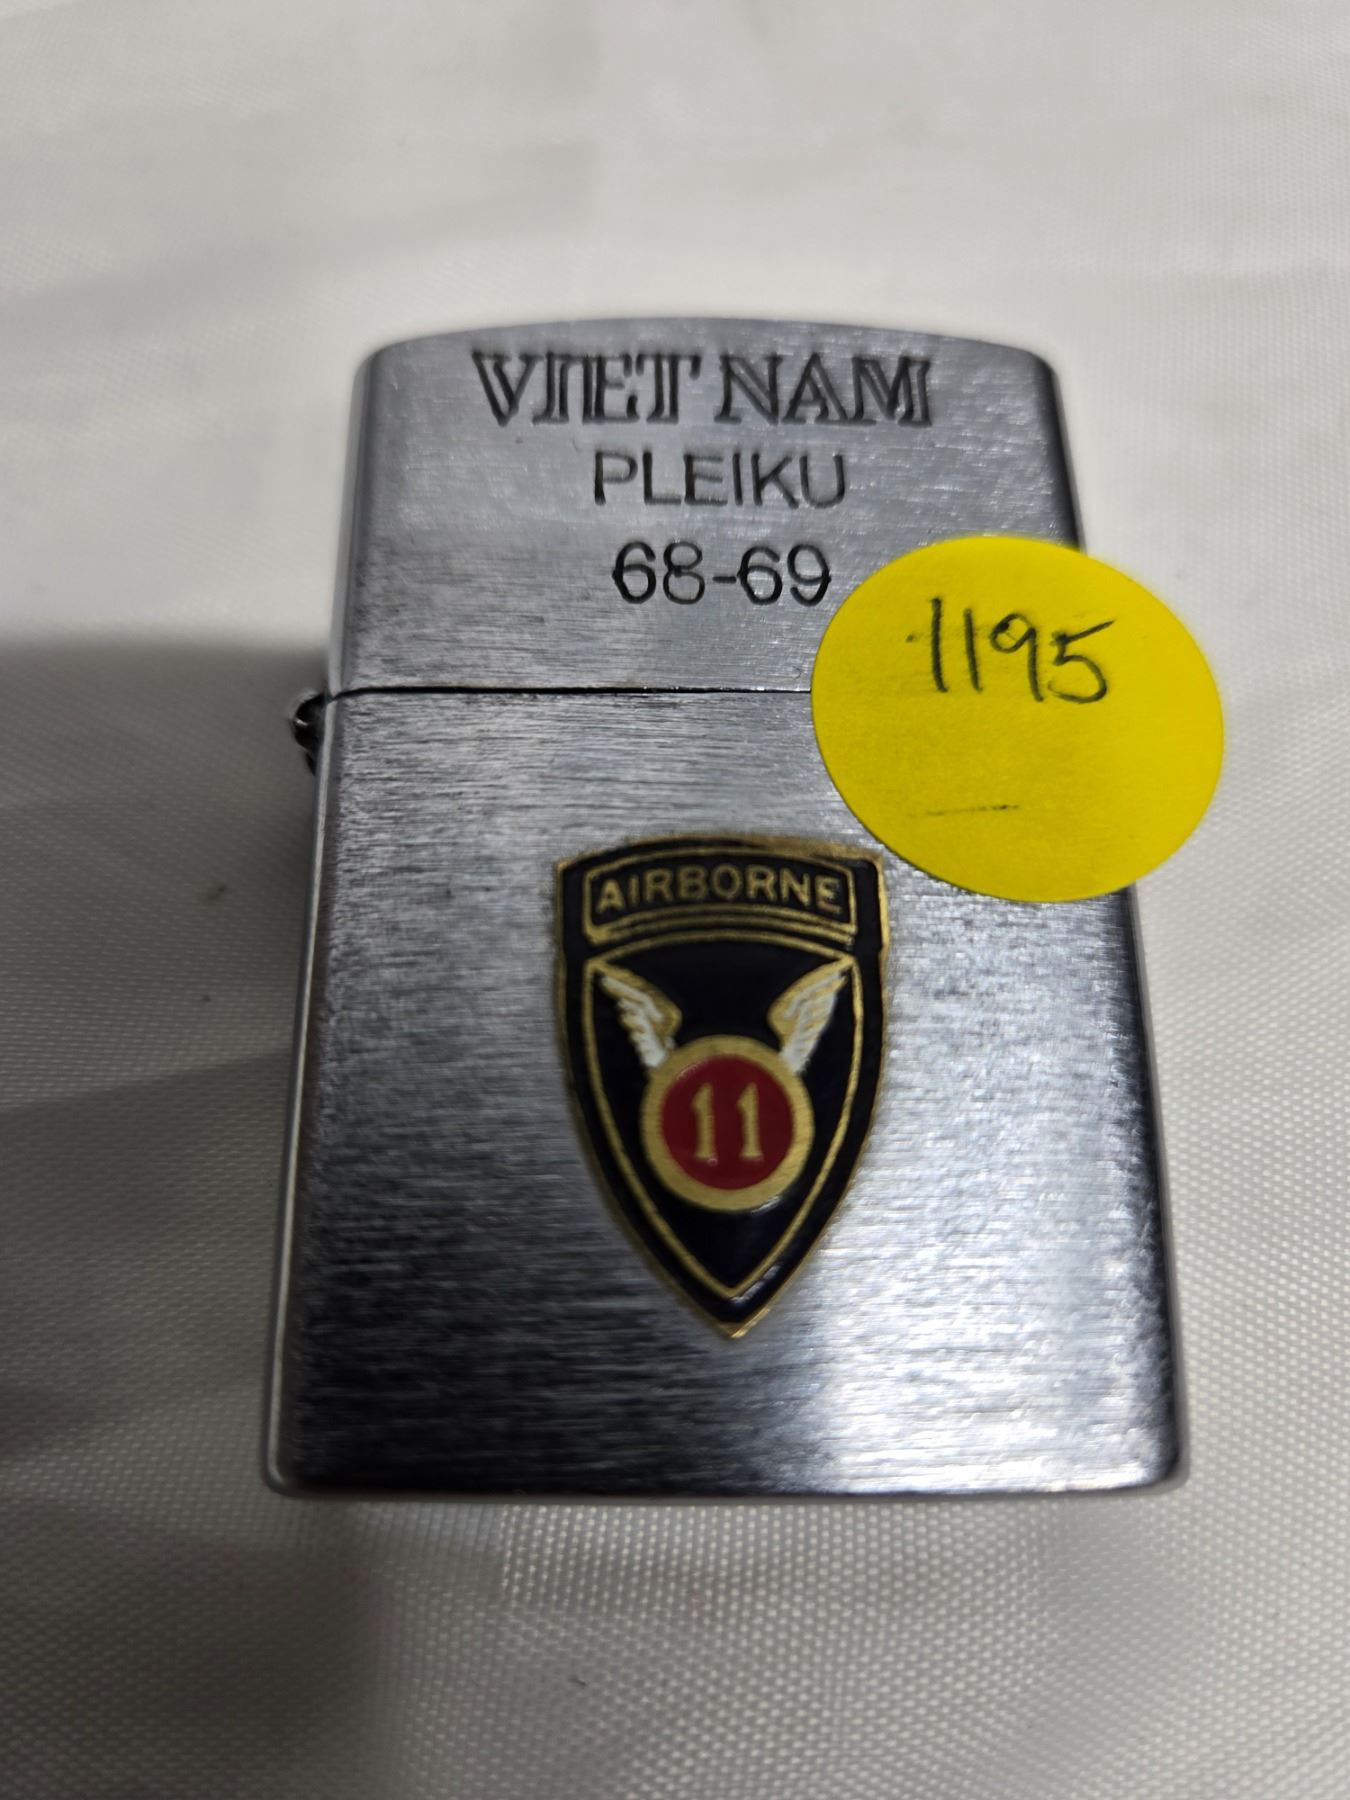 VIET NAM
PLEIKU
68-69
1195
AIRBORNE
11